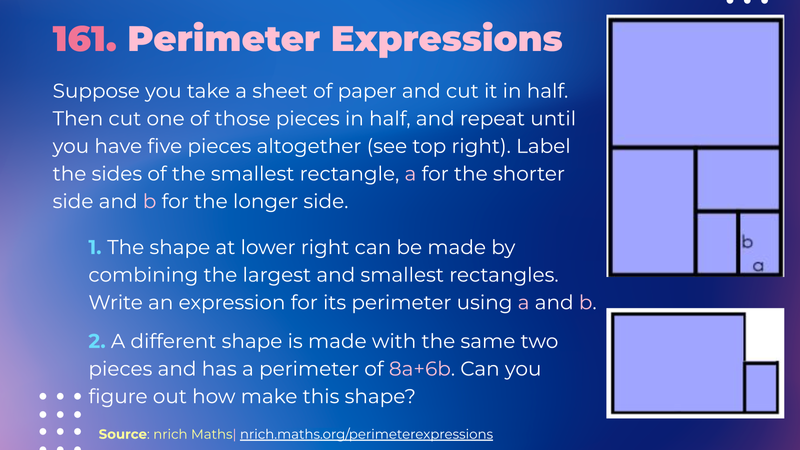 161. Perimeter Expressions
Suppose you take a sheet of paper and cut it in half.
Then cut one of those pieces in half, and repeat until
you have five pieces altogether (see top right). Label
the sides of the smallest rectangle, a for the shorter
side and b for the longer side.
1. The shape at lower right can be made by
combining the largest and smallest rectangles.
Write an expression for its perimeter using a and b.
2. A different shape is made with the same two
pieces and has a perimeter of 8a+6b. Can you
figure out how make this shape?
Source: nrich Maths| nrich.maths.org/perimeterexpressions
b
a